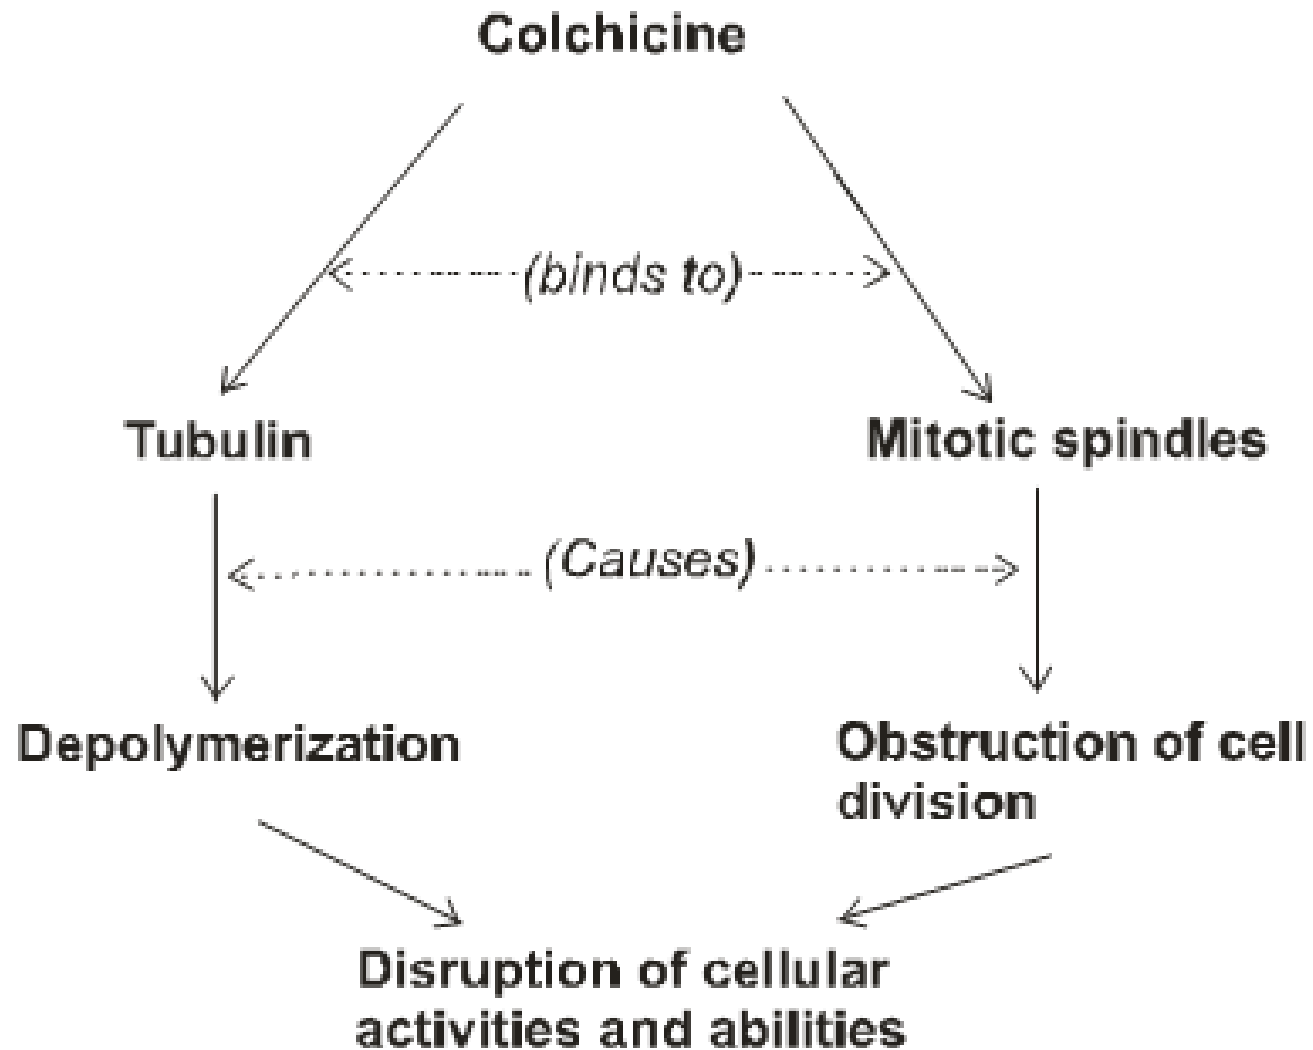 Colchicine
(binds to)
Tubulin
Mitotic spindles
(Causes)
Depolymerization
Obstruction of cell
division
Disruption of cellular
activities and abilities